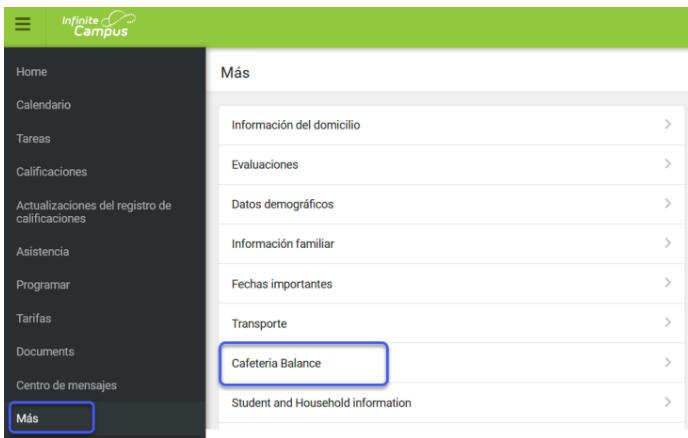 Infinite
Campus
Home
Calendario
Tareas
Calificaciones
Actualizaciones del registro de
calificaciones
Asistencia
Programar
Tarifas
Documents
Centro de mensajes
Más
Más
Información del domicilio
Evaluaciones
Datos demográficos
Información familiar
Fechas importantes
Transporte
Cafeteria Balance
Student and Household information